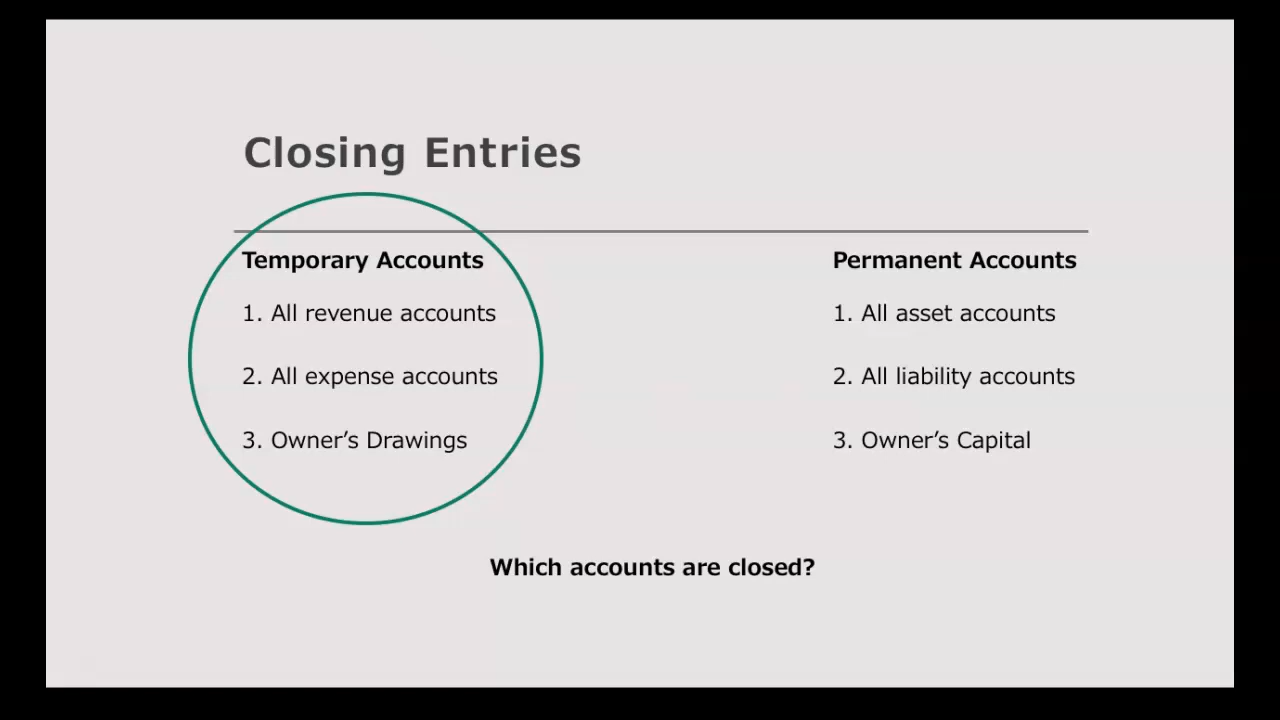 Closing Entries
Temporary Accounts
1. All revenue accounts
2. All expense accounts
3. Owner’s Drawings
Permanent Accounts
1. All asset accounts
2. All liability accounts
3. Owner’s Capital
Which accounts are closed?